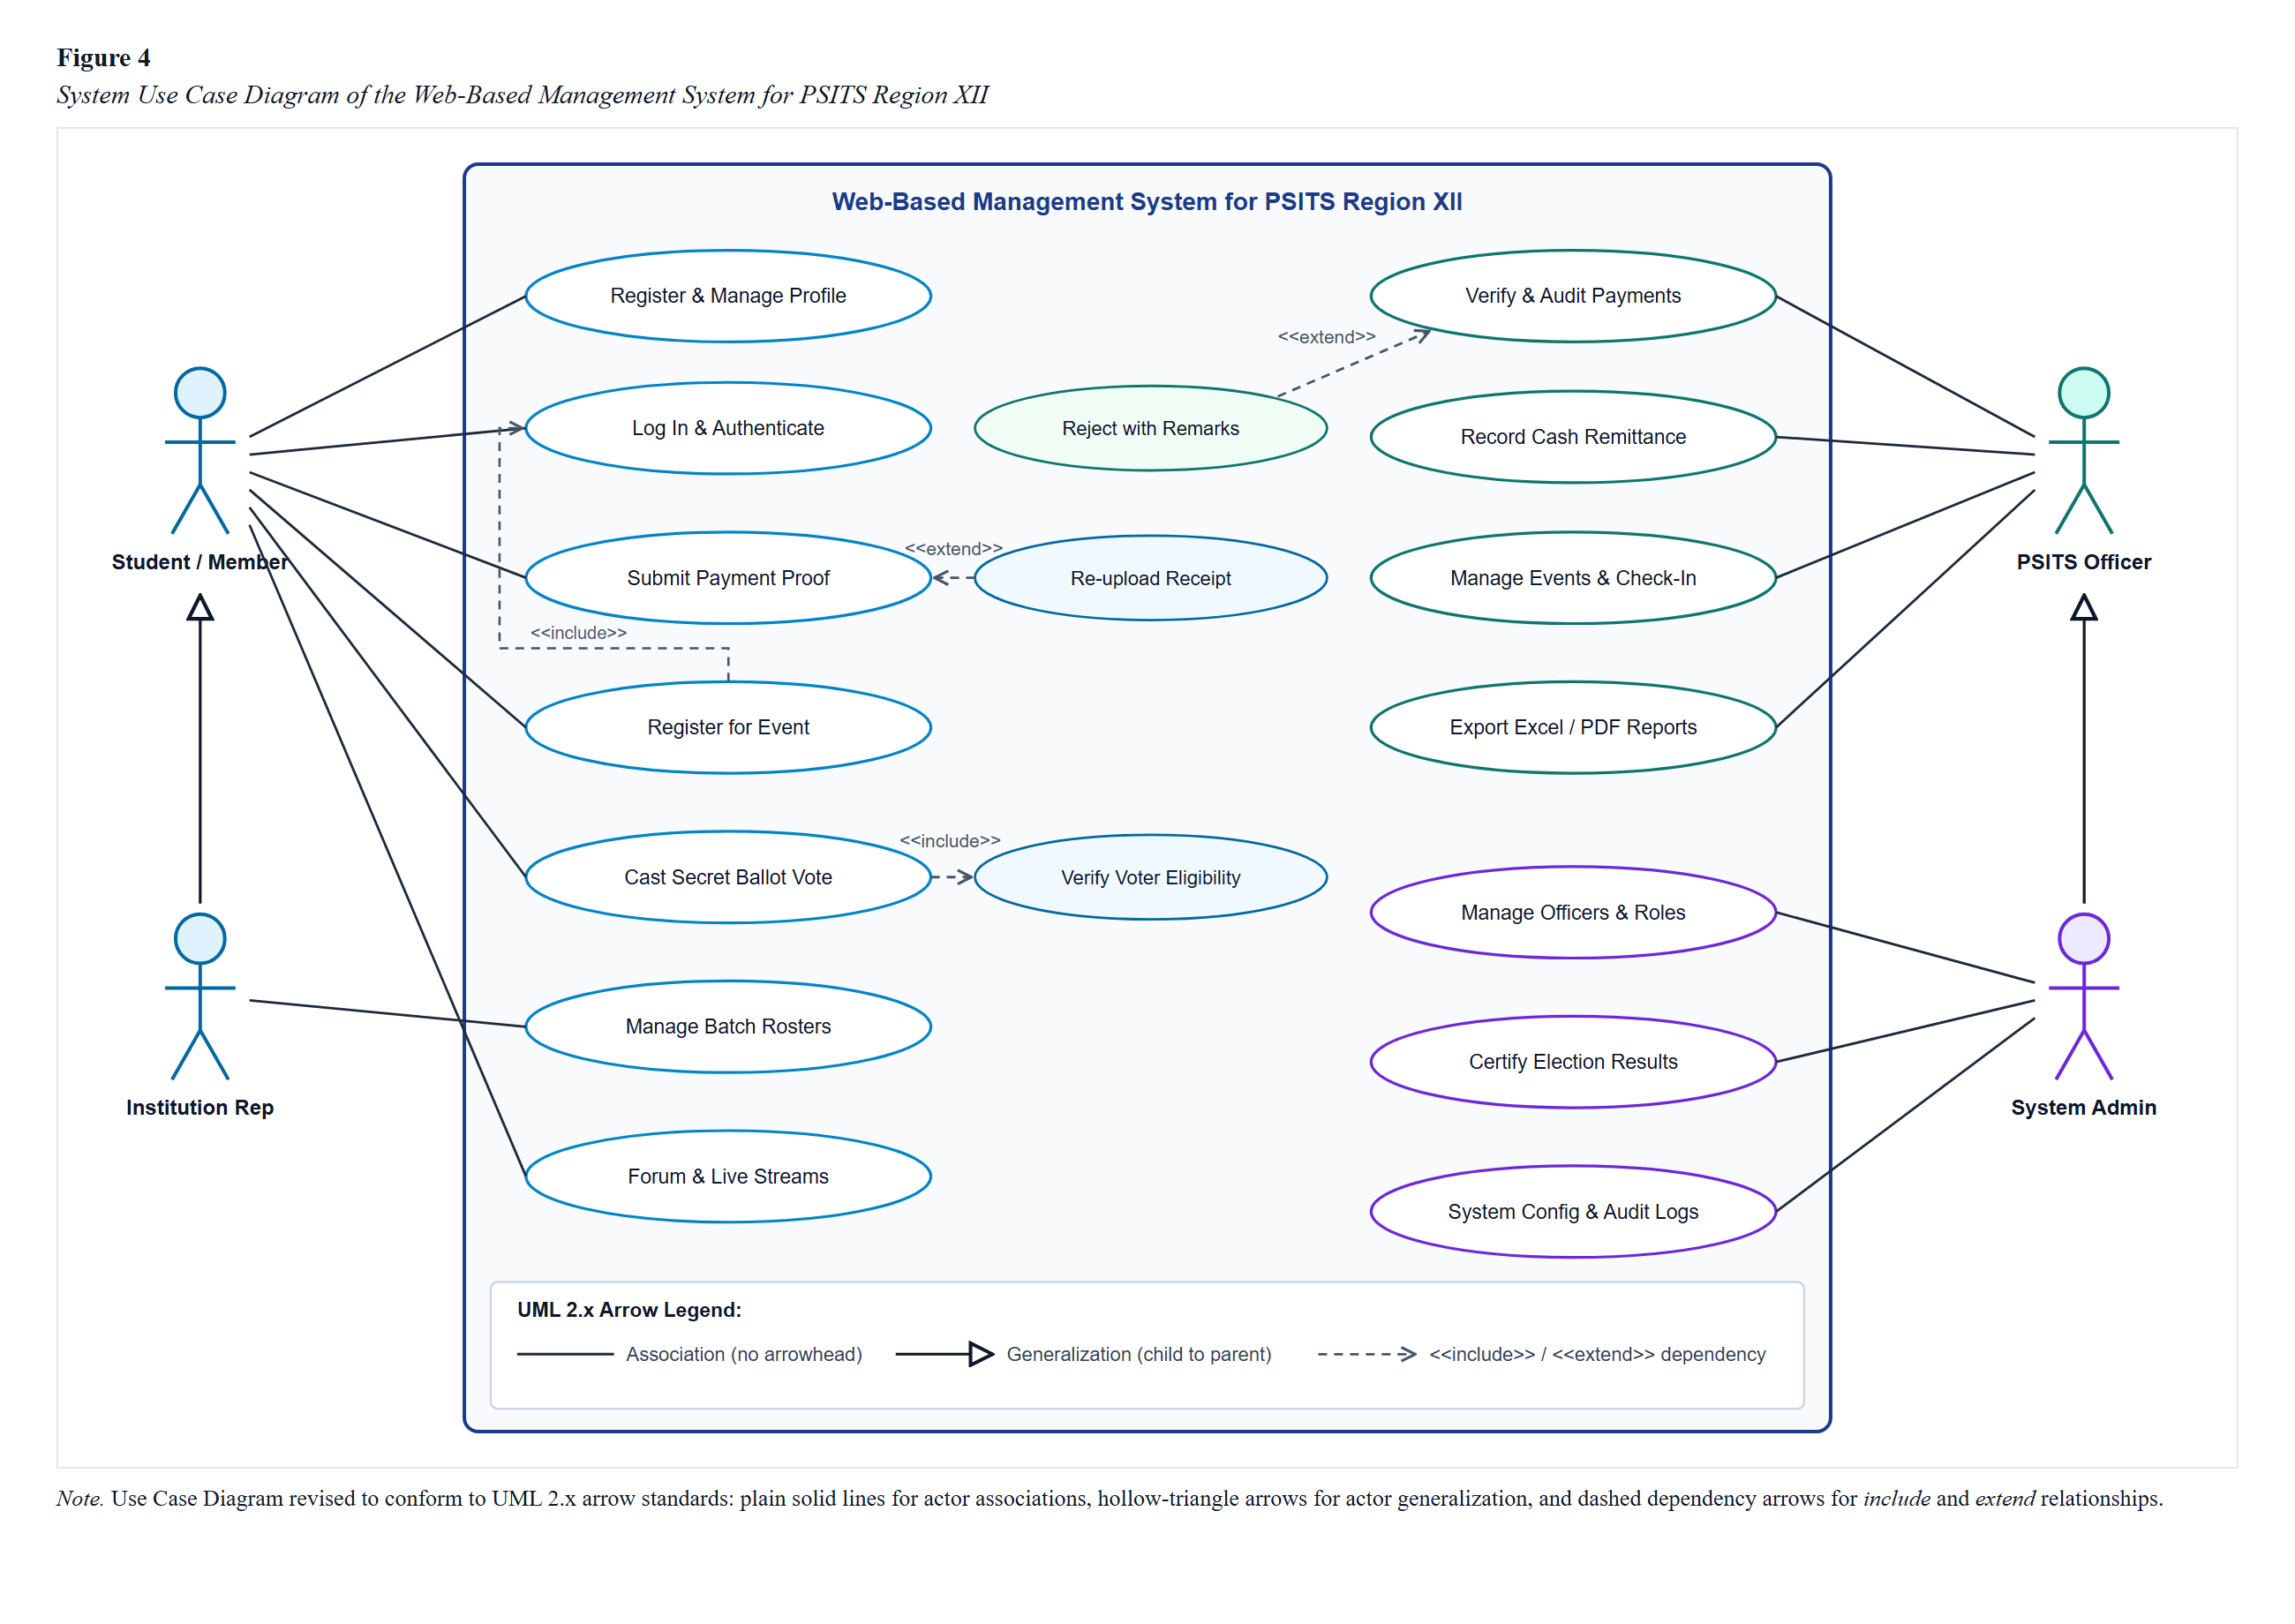 Figure 4
System Use Case Diagram of the Web-Based Management System for PSITS Region XII
Web-Based Management System for PSITS Region XII
Register & Manage Profile
Verify & Audit Payments
<<extend>>
Log In & Authenticate
Reject with Remarks
Record Cash Remittance
Student / Member
<<extend>>
PSITS Officer
Submit Payment Proof
Re-upload Receipt
Manage Events & Check-In
<<include>>
Register for Event
Export Excel / PDF Reports
<<include>>
Cast Secret Ballot Vote
Verify Voter Eligibility
Manage Officers & Roles
Manage Batch Rosters
Certify Election Results
Institution Rep
System Admin
Forum & Live Streams
System Config & Audit Logs
UML 2.x Arrow Legend:
Association (no arrowhead)
Generalization (child to parent)
<<include>> / <<extend>> dependency
Note. Use Case Diagram revised to conform to UML 2.x arrow standards: plain solid lines for actor associations, hollow-triangle arrows for actor generalization, and dashed dependency arrows for include and extend relationships.